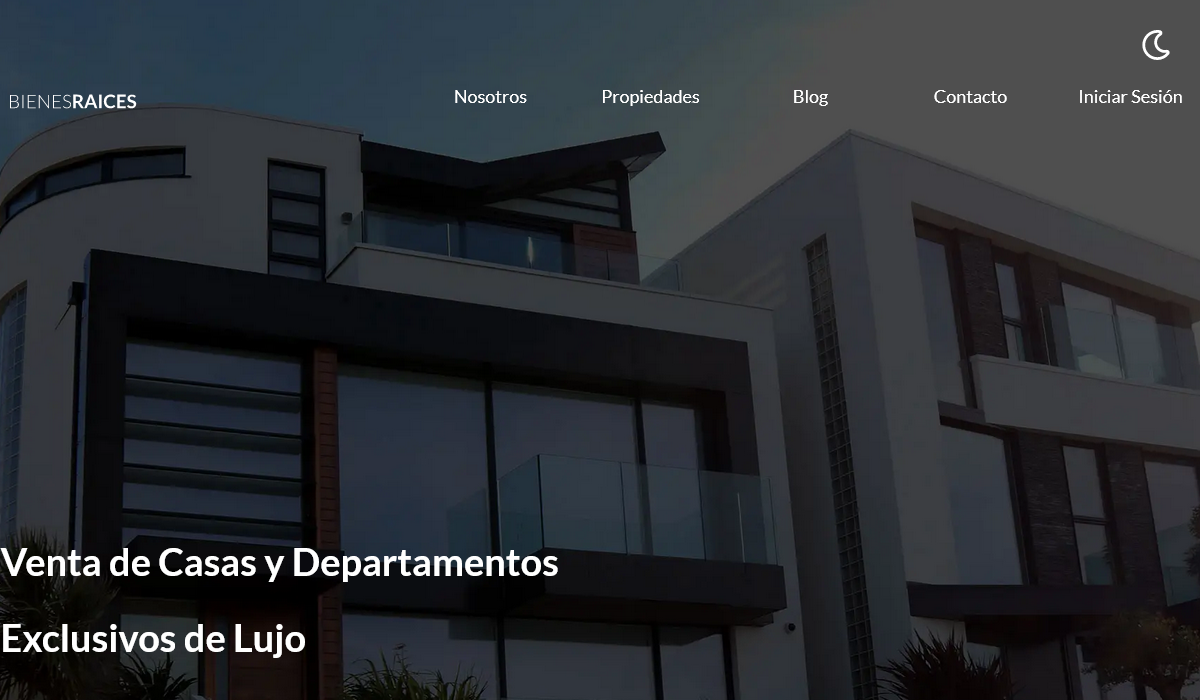 BIENESRAICES
Nosotros Propiedades Blog Contacto Iniciar Sesión
Venta de Casas y Departamentos
Exclusivos de Lujo